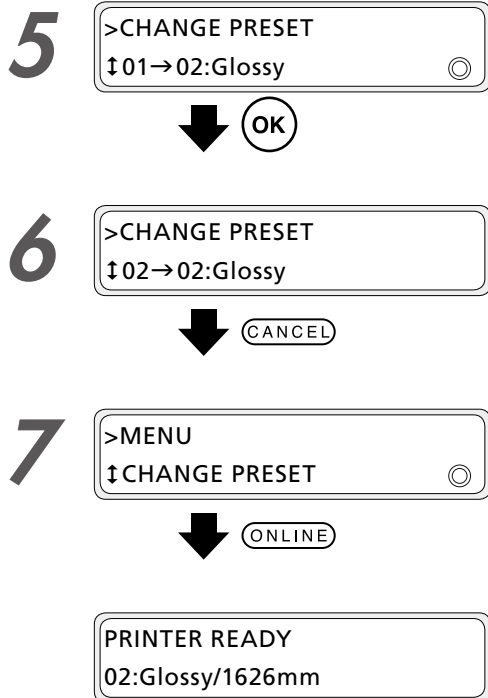 5
>CHANGE PRESET
↕01→02:Glossy ◎
OK
6
>CHANGE PRESET
↕02→02:Glossy
CANCEL
7
>MENU
↕CHANGE PRESET ◎
ONLINE
PRINTER READY
02:Glossy/1626mm